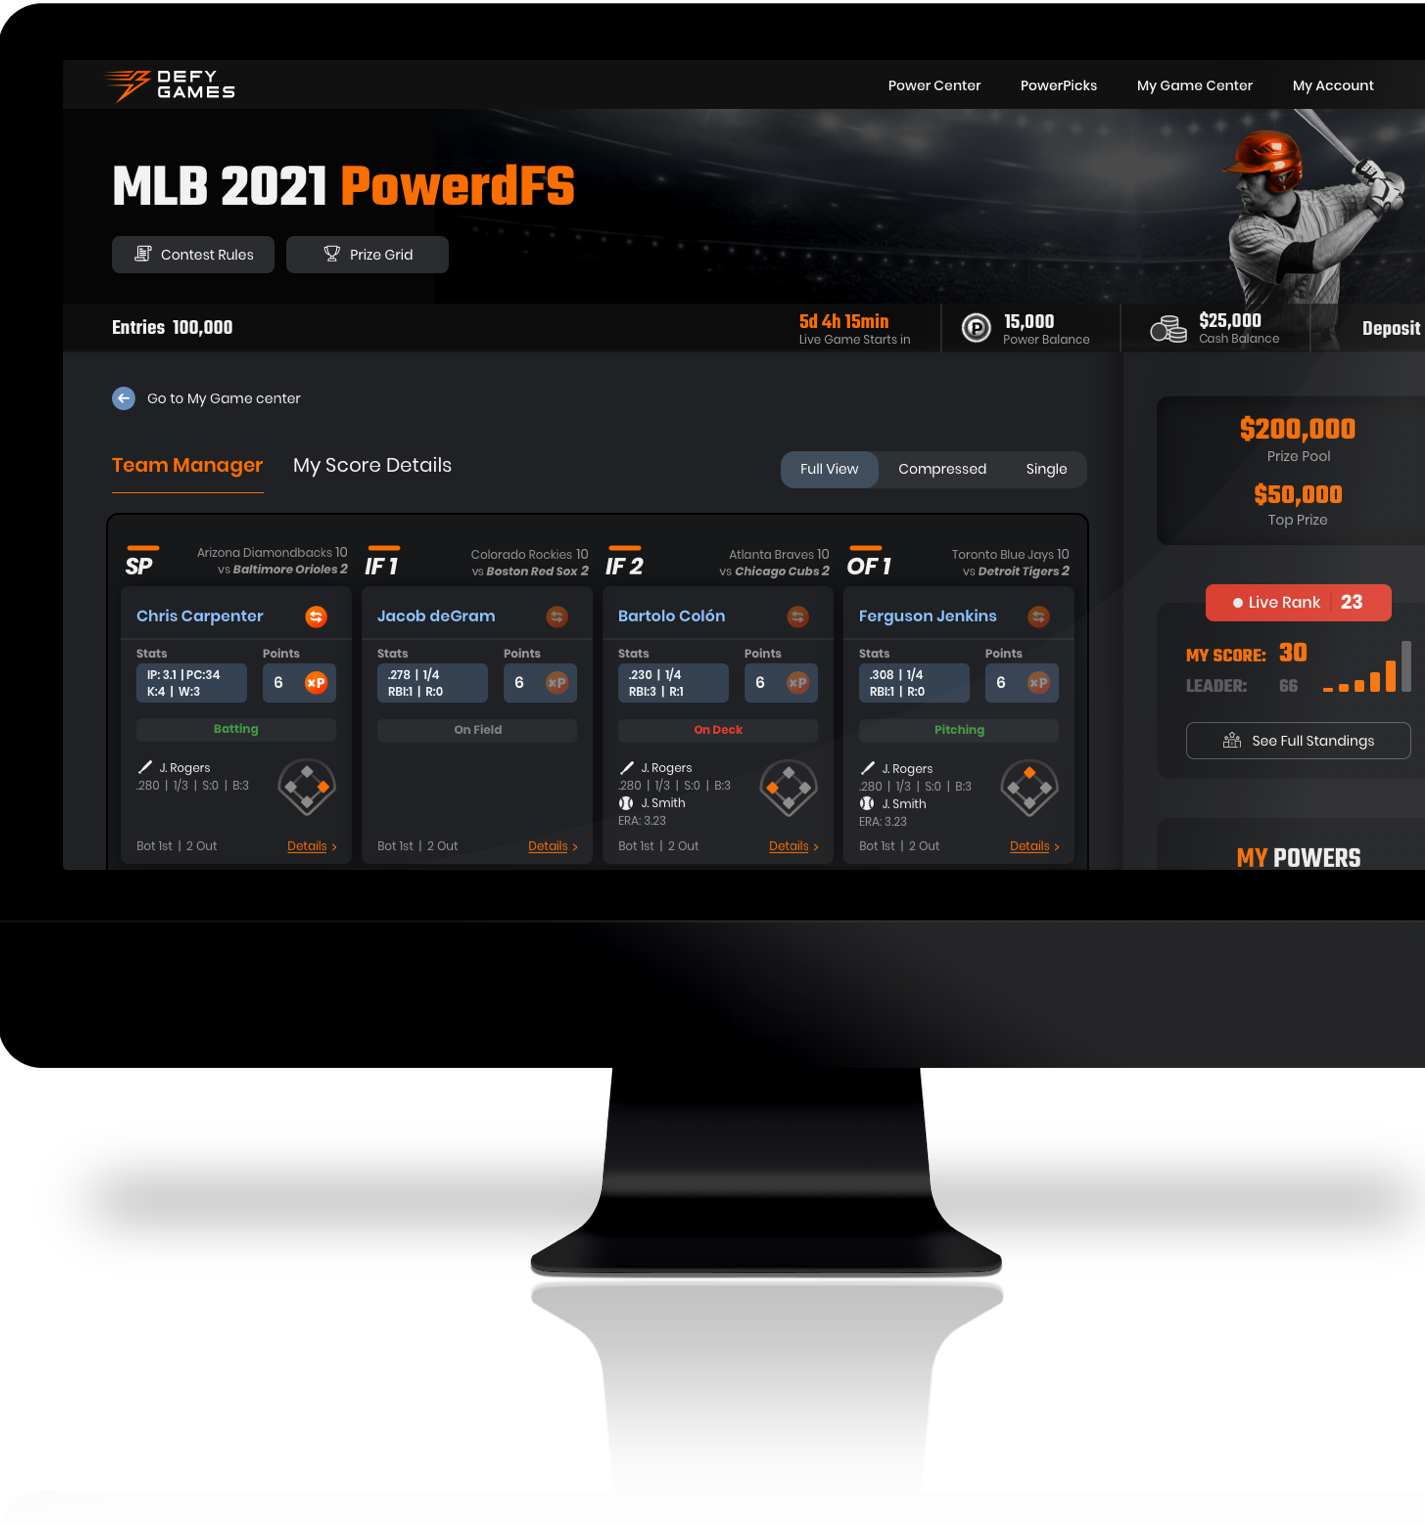 DEFY
GAMES
Power Center
PowerPicks
My Game Center
My Account
MLB 2021 PowerdFS
Contest Rules
Prize Grid
Entries 100,000
5d 4h 15min
Live Game Starts in
P
15,000
Power Balance
$25,000
Cash Balance
Deposit
Go to My Game center
Team Manager
My Score Details
Full View
Compressed
Single
SP
Arizona Diamondbacks 10
vs Baltimore Orioles 2
Chris Carpenter
Stats
Points
IP: 3.1 | PC:34
K:4 | W:3
6
xP
Batting
J. Rogers
.280 | 1/3 | S:0 | B:3
Bot 1st | 2 Out
Details >
IF 1
Colorado Rockies 10
vs Boston Red Sox 2
Jacob deGram
Stats
Points
.278 | 1/4
RBI:1 | R:0
6
xP
On Field
Bot 1st | 2 Out
Details >
IF 2
Atlanta Braves 10
vs Chicago Cubs 2
Bartolo Colón
Stats
Points
.230 | 1/4
RBI:3 | R:1
6
xP
On Deck
J. Rogers
.280 | 1/3 | S:0 | B:3
J. Smith
ERA: 3.23
Bot 1st | 2 Out
Details >
OF 1
Toronto Blue Jays 10
vs Detroit Tigers 2
Ferguson Jenkins
Stats
Points
.308 | 1/4
RBI:1 | R:0
6
xP
Pitching
J. Rogers
.280 | 1/3 | S:0 | B:3
J. Smith
ERA: 3.23
Bot 1st | 2 Out
Details >
$200,000
Prize Pool
$50,000
Top Prize
Live Rank | 23
MY SCORE: 30
LEADER: 66
See Full Standings
MY POWERS